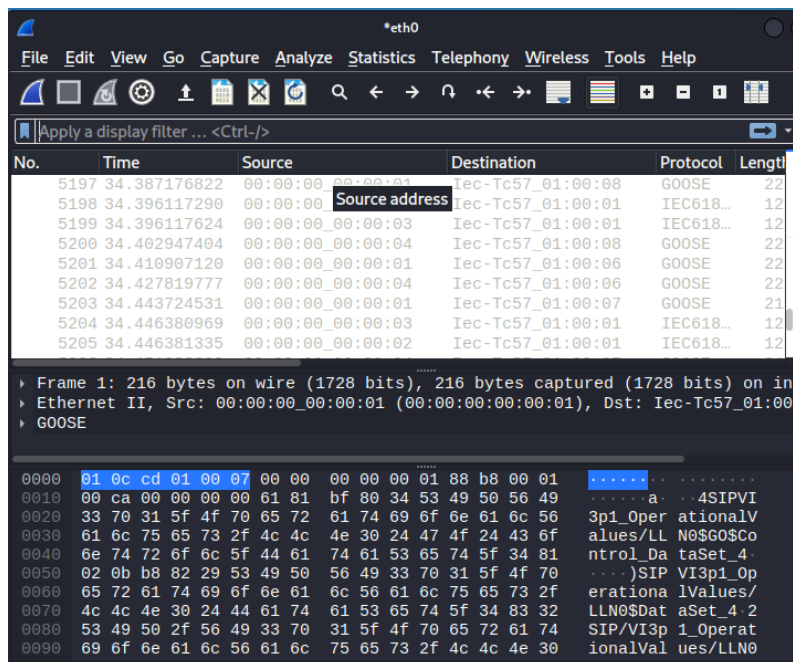 *eth0
File Edit View Go Capture Analyze Statistics Telephony Wireless Tools Help
Apply a display filter … <Ctrl-/>
No. Time Source Destination Protocol Length
5197 34.387176822 00:00:00_00:00:01 Iec-Tc57_01:00:08 GOOSE 22
Source address
5198 34.396117290 00:00:00 Iec-Tc57_01:00:01 IEC618… 12
5199 34.396117624 00:00:00_00:00:03 Iec-Tc57_01:00:01 IEC618… 12
5200 34.402947404 00:00:00_00:00:04 Iec-Tc57_01:00:08 GOOSE 22
5201 34.410907120 00:00:00_00:00:01 Iec-Tc57_01:00:06 GOOSE 22
5202 34.427819777 00:00:00_00:00:04 Iec-Tc57_01:00:06 GOOSE 22
5203 34.443724531 00:00:00_00:00:01 Iec-Tc57_01:00:07 GOOSE 21
5204 34.446380969 00:00:00_00:00:03 Iec-Tc57_01:00:01 IEC618… 12
5205 34.446381335 00:00:00_00:00:02 Iec-Tc57_01:00:01 IEC618… 12
Frame 1: 216 bytes on wire (1728 bits), 216 bytes captured (1728 bits) on in
Ethernet II, Src: 00:00:00_00:00:01 (00:00:00:00:00:01), Dst: Iec-Tc57_01:00
GOOSE
0000 01 0c cd 01 00 07 00 00 00 00 00 01 88 b8 00 01 ········ ········
0010 00 ca 00 00 00 00 61 81 bf 80 34 53 49 50 56 49 ······a· ··4SIPVI
0020 33 70 31 5f 4f 70 65 72 61 74 69 6f 6e 61 6c 56 3p1_Oper ationalV
0030 61 6c 75 65 73 2f 4c 4c 4e 30 24 47 4f 24 43 6f alues/LL N0$GO$Co
0040 6e 74 72 6f 6c 5f 44 61 74 61 53 65 74 5f 34 81 ntrol_Da taSet_4·
0050 02 0b b8 82 29 53 49 50 56 49 33 70 31 5f 4f 70 ····)SIP VI3p1_Op
0060 65 72 61 74 69 6f 6e 61 6c 56 61 6c 75 65 73 2f erationa lValues/
0070 4c 4c 4e 30 24 44 61 74 61 53 65 74 5f 34 83 32 LLN0$Dat aSet_4·2
0080 53 49 50 2f 56 49 33 70 31 5f 4f 70 65 72 61 74 SIP/VI3p 1_Operat
0090 69 6f 6e 61 6c 56 61 6c 75 65 73 2f 4c 4c 4e 30 ionalVal ues/LLN0